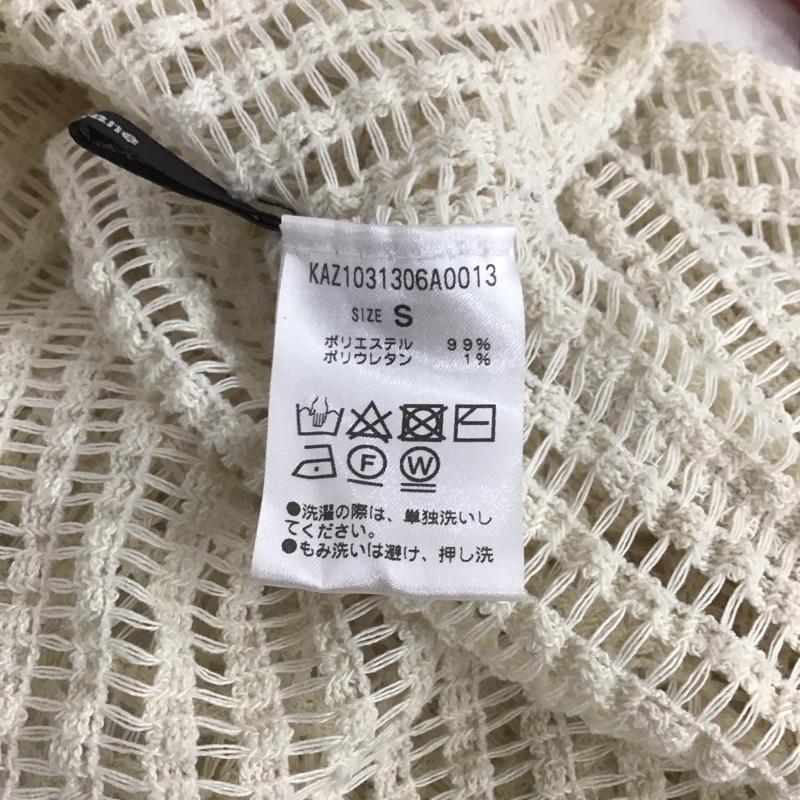 KAZ1031306A0013
SIZE S
ポリエステル 99%
ポリウレタン 1%
F W
●洗濯の際は、単独洗いし
てください。
●もみ洗いは避け、押し洗